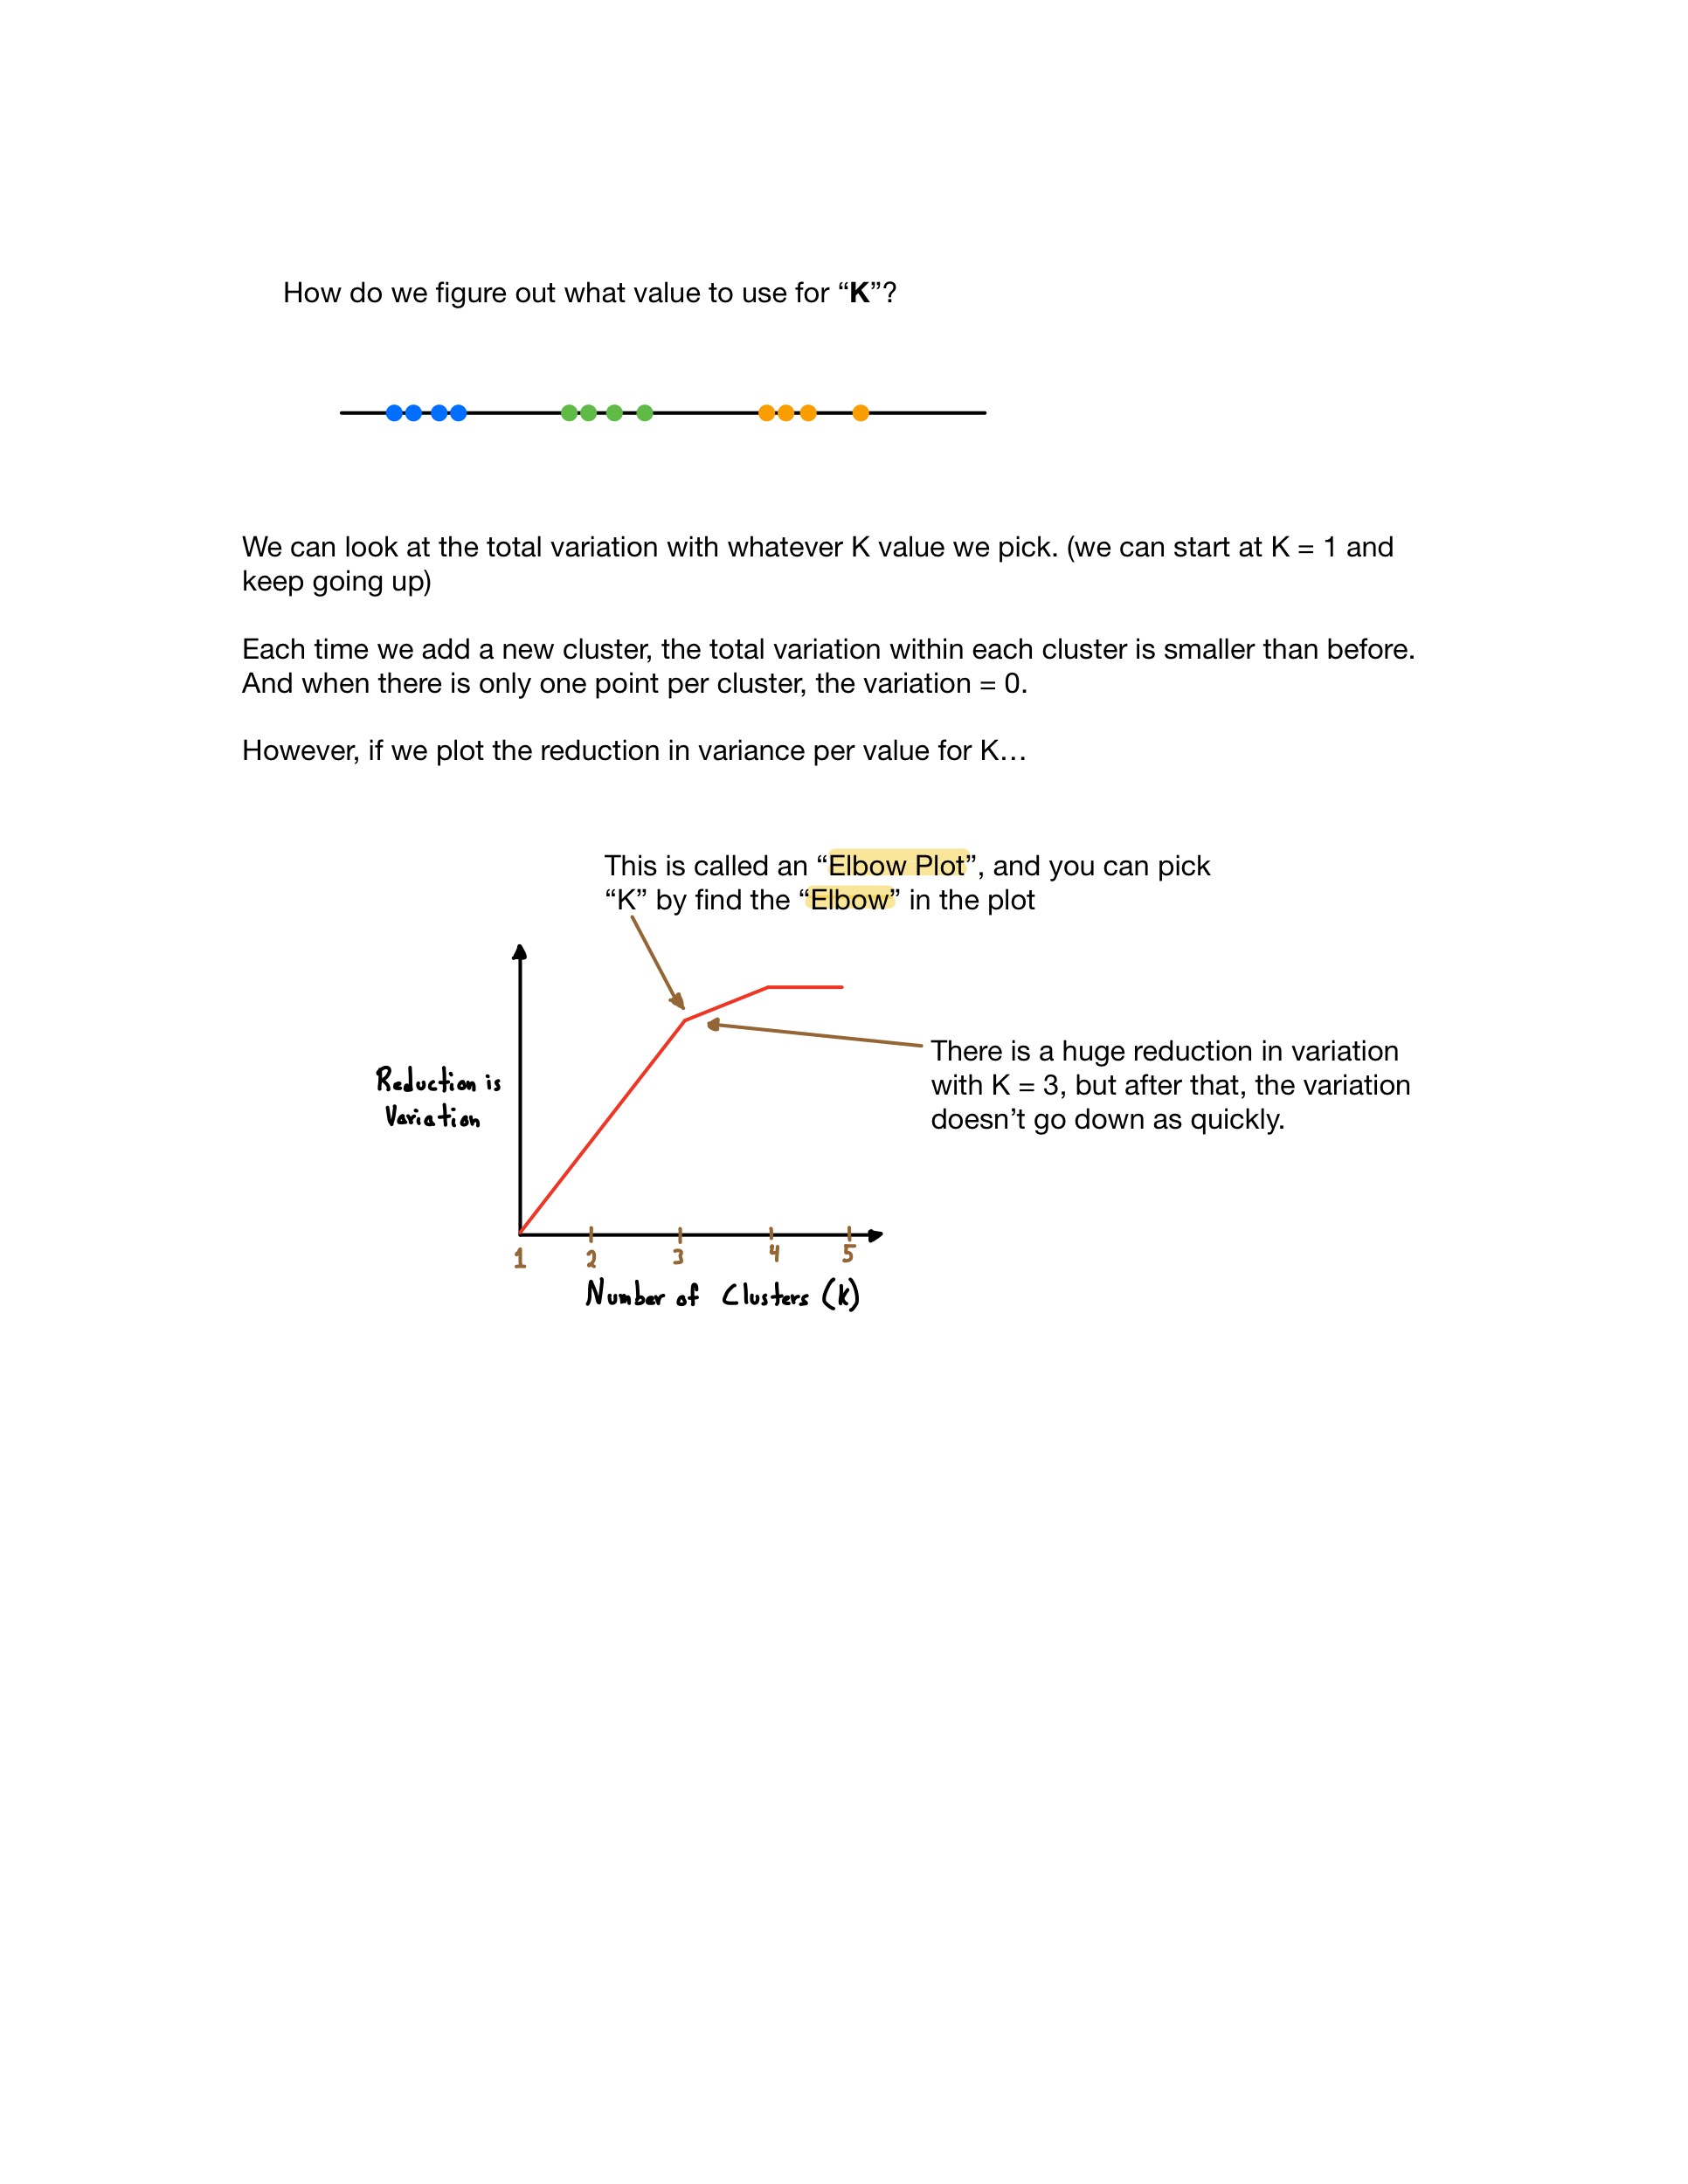 How do we figure out what value to use for “K”?
We can look at the total variation with whatever K value we pick. (we can start at K = 1 and
keep going up)
Each time we add a new cluster, the total variation within each cluster is smaller than before.
And when there is only one point per cluster, the variation = 0.
However, if we plot the reduction in variance per value for K…
This is called an “Elbow Plot”, and you can pick
“K” by find the “Elbow” in the plot
There is a huge reduction in variation
with K = 3, but after that, the variation
doesn’t go down as quickly.
Reduction is
Variation
1 2 3 4 5
Number of Clusters (K)